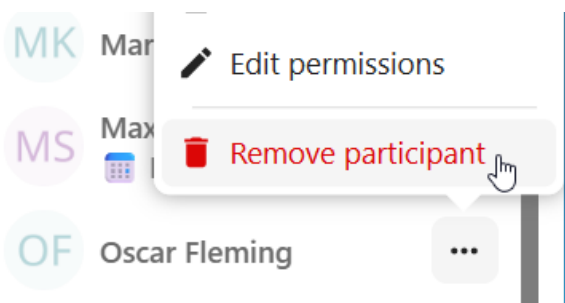 MK Mar
Edit permissions
MS Max
Remove participant
OF Oscar Fleming